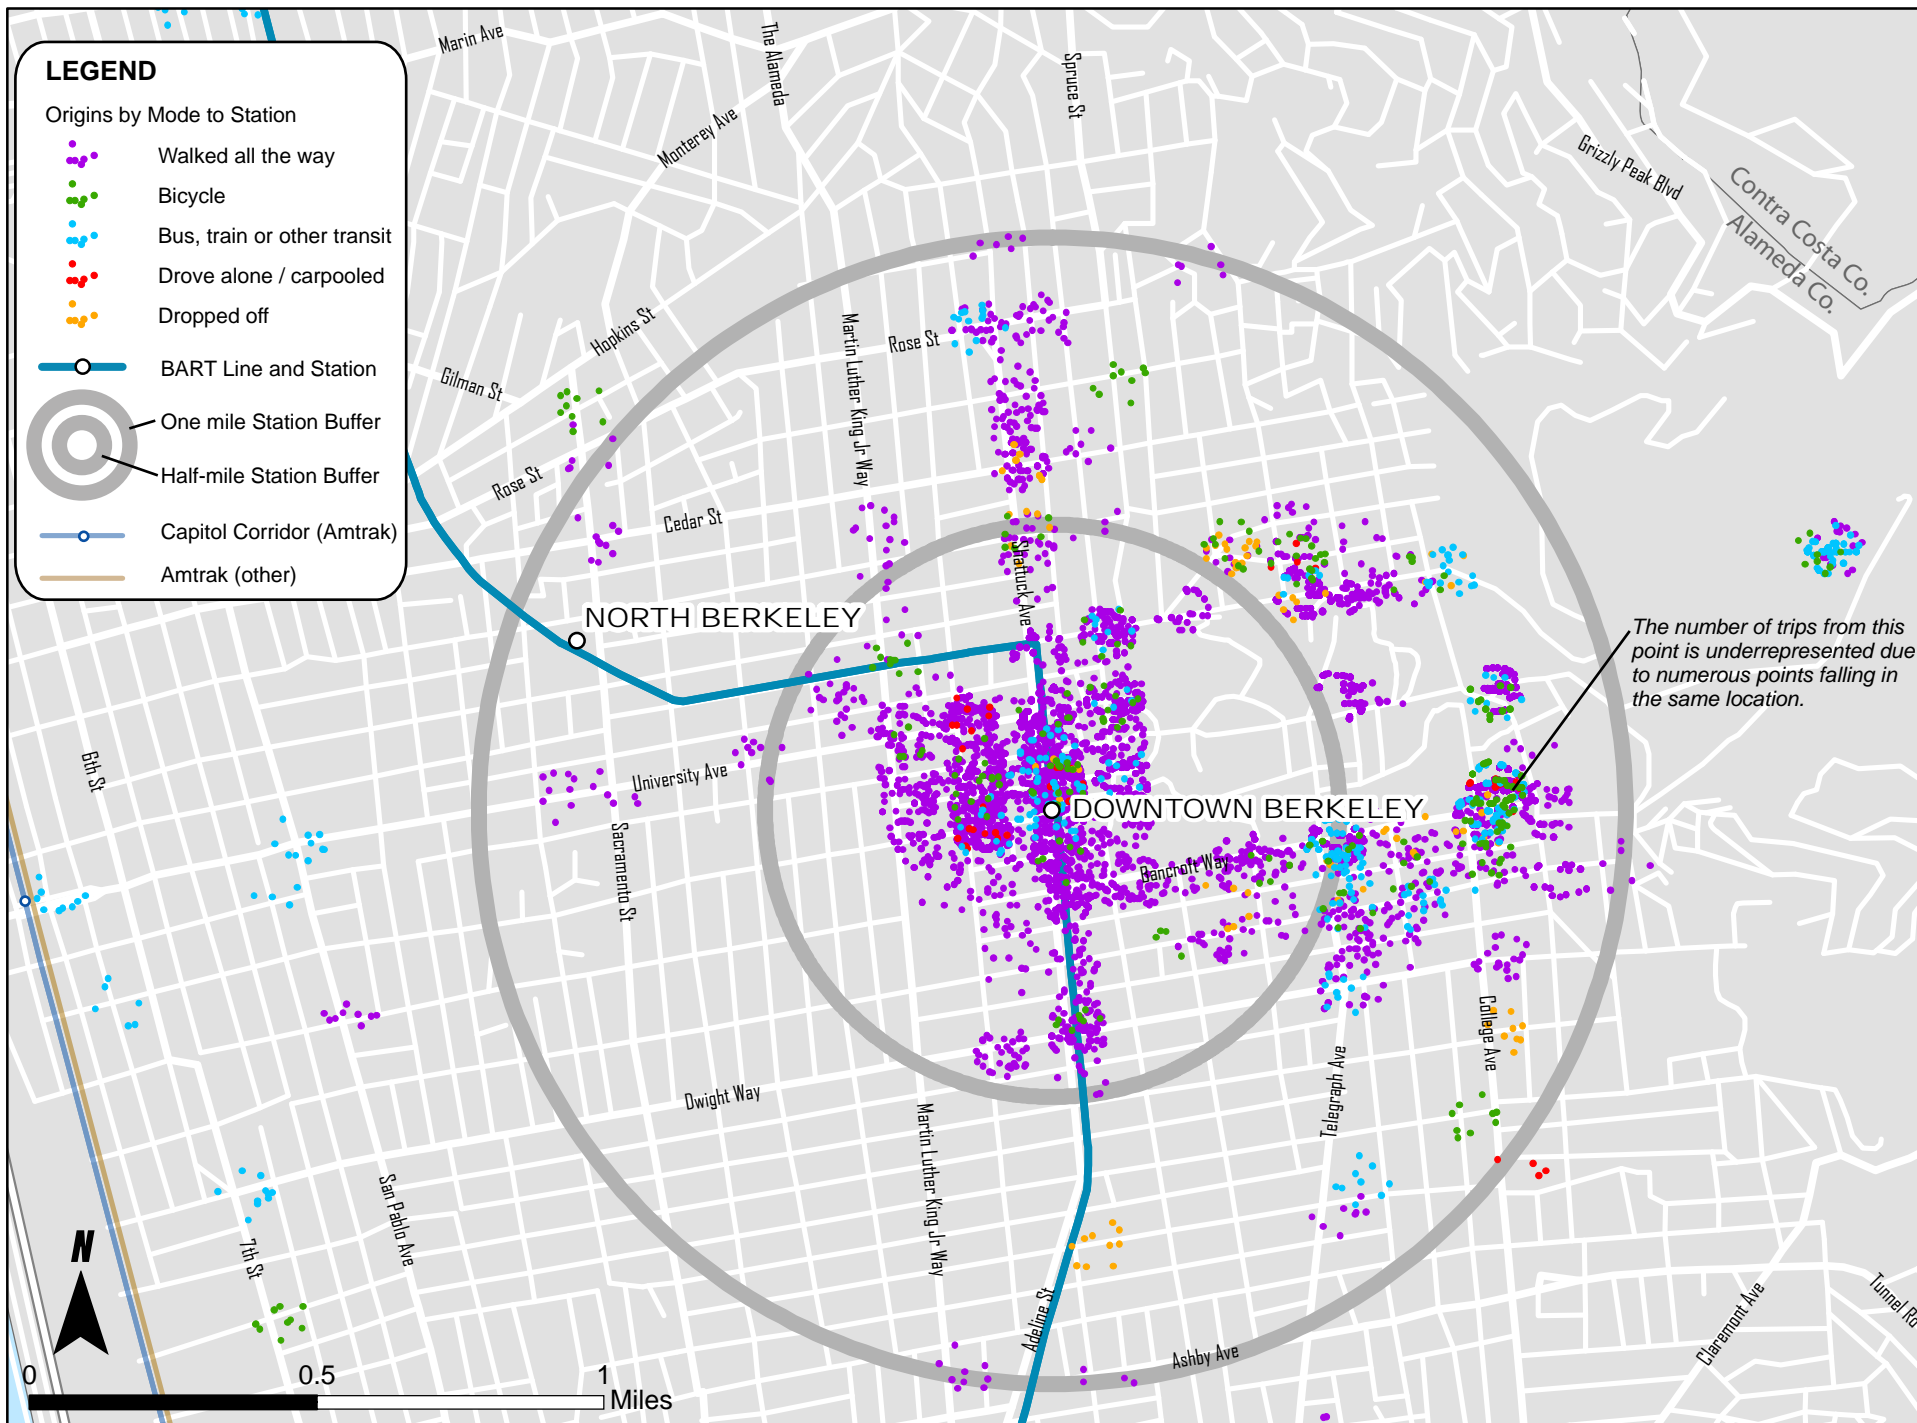 LEGEND
Origins by Mode to Station
Walked all the way
Bicycle
Bus, train or other transit
Drove alone / carpooled
Dropped off
BART Line and Station
One mile Station Buffer
Half-mile Station Buffer
Capitol Corridor (Amtrak)
Amtrak (other)
Marin Ave
The Alameda
Spruce St
Monterey Ave
Grizzly Peak Blvd
Contra Costa Co.
Alameda Co.
Hopkins St
Gilman St
Rose St
Martin Luther King Jr Way
Rose St
Cedar St
Shattuck Ave
NORTH BERKELEY
The number of trips from this
point is underrepresented due
to numerous points falling in
the same location.
6th St
University Ave
DOWNTOWN BERKELEY
Sacramento St
Bancroft Way
College Ave
Telegraph Ave
Dwight Way
Martin Luther King Jr Way
San Pablo Ave
7th St
Adeline St
Ashby Ave
Claremont Ave
Tunnel Rd
N
0 0.5 1
Miles